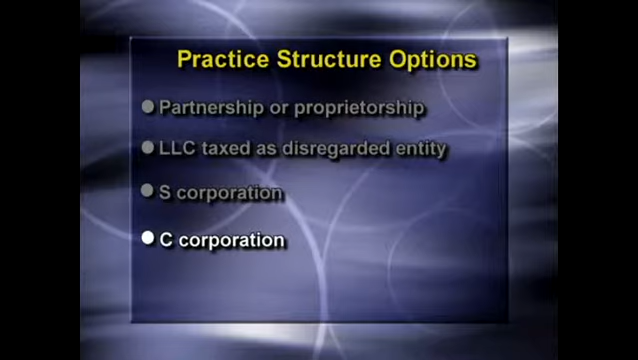 Practice Structure Options
Partnership or proprietorship
LLC taxed as disregarded entity
S corporation
C corporation